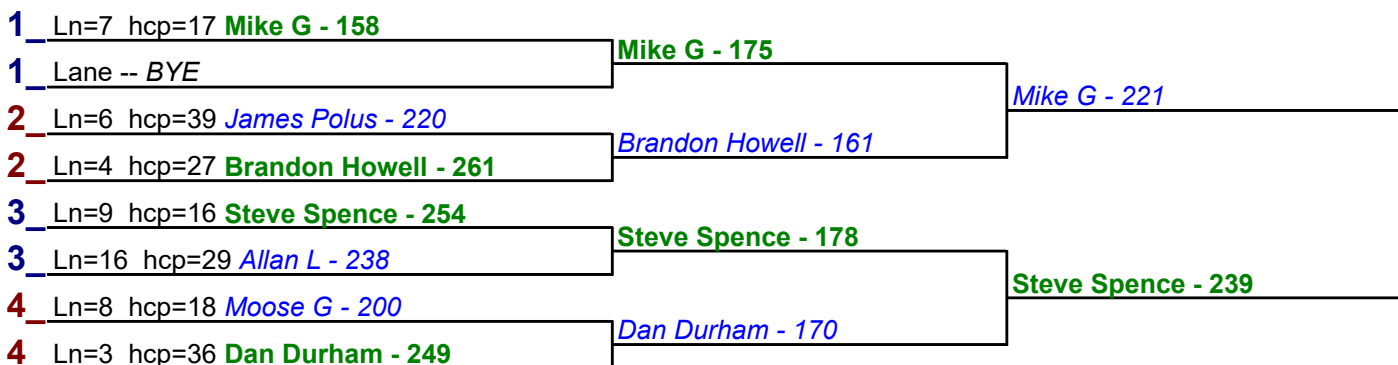 1_ Ln=7 hcp=17 Mike G - 158
Mike G - 175
1_ Lane -- BYE
Mike G - 221
2_ Ln=6 hcp=39 James Polus - 220
Brandon Howell - 161
2_ Ln=4 hcp=27 Brandon Howell - 261
3_ Ln=9 hcp=16 Steve Spence - 254
Steve Spence - 178
3_ Ln=16 hcp=29 Allan L - 238
Steve Spence - 239
4_ Ln=8 hcp=18 Moose G - 200
Dan Durham - 170
4 Ln=3 hcp=36 Dan Durham - 249